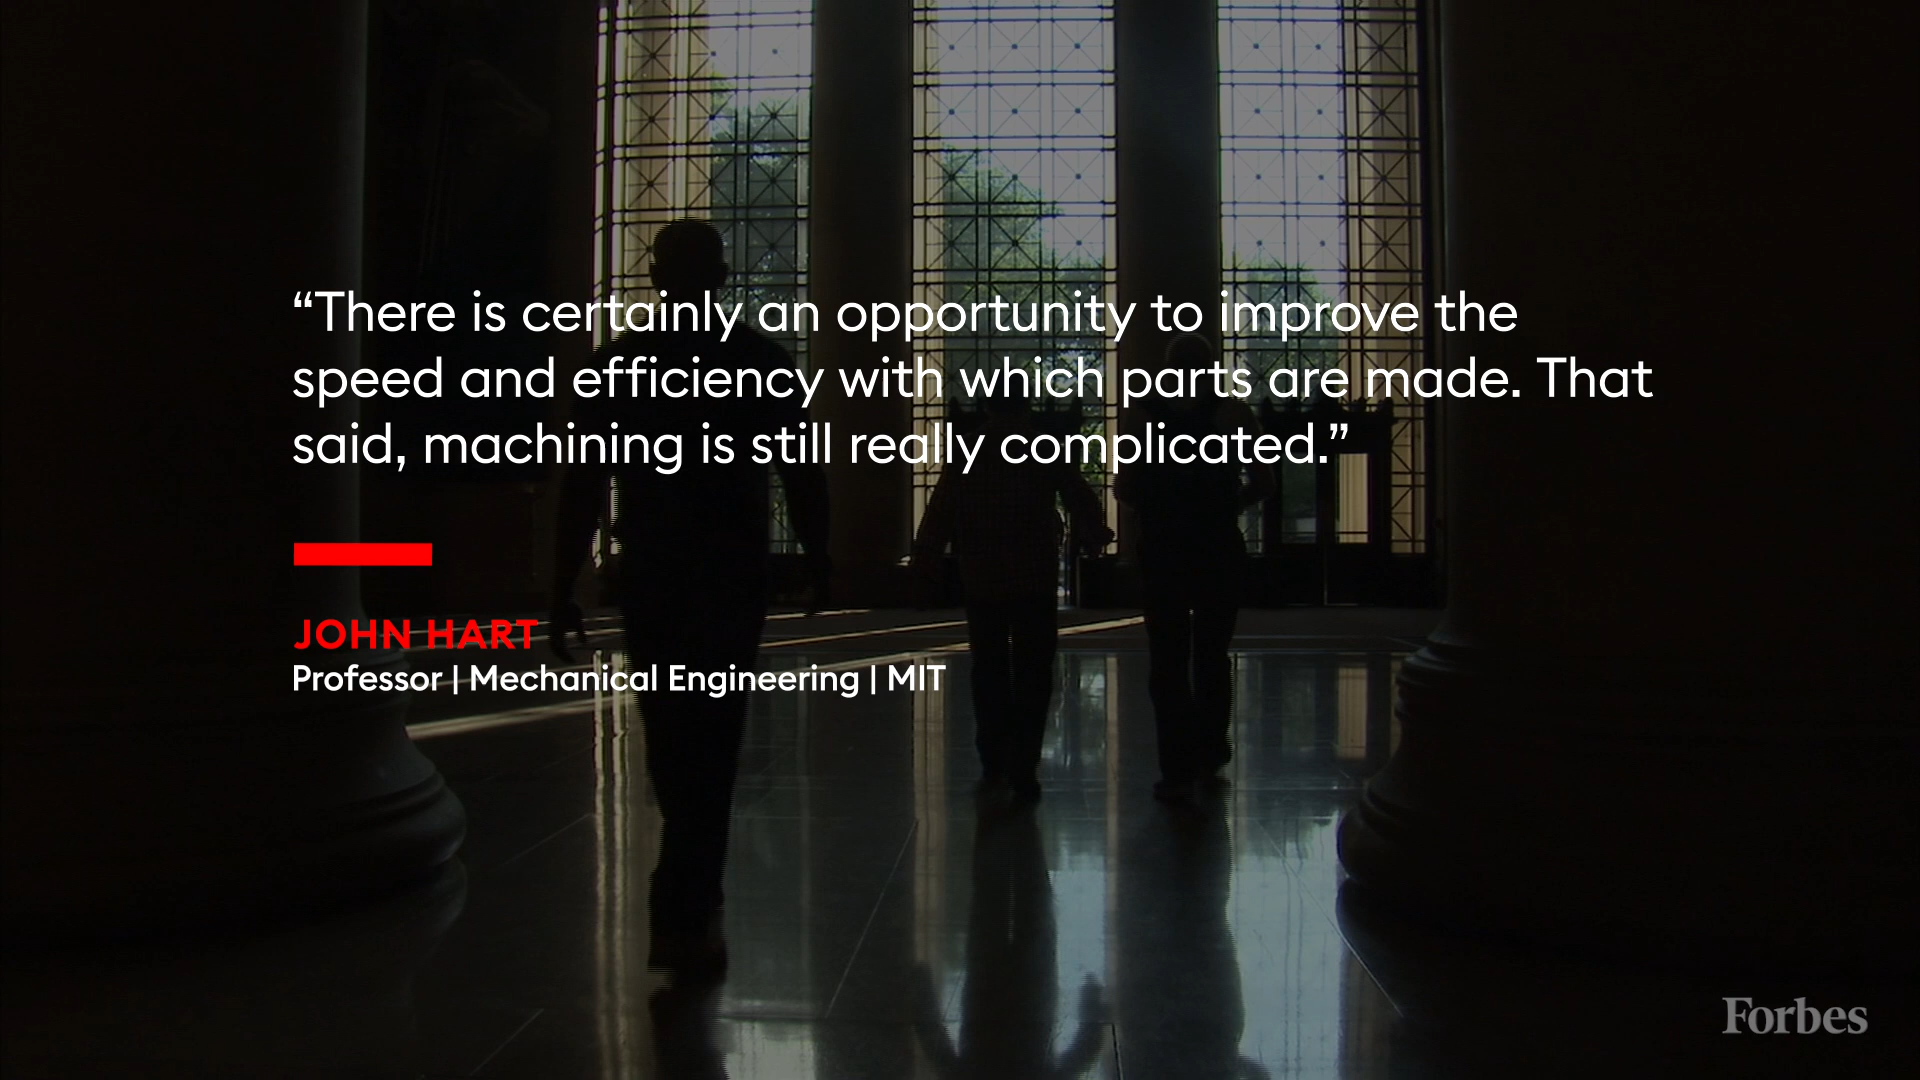 “There is certainly an opportunity to improve the
speed and efficiency with which parts are made. That
said, machining is still really complicated.”
JOHN HART
Professor | Mechanical Engineering | MIT
Forbes